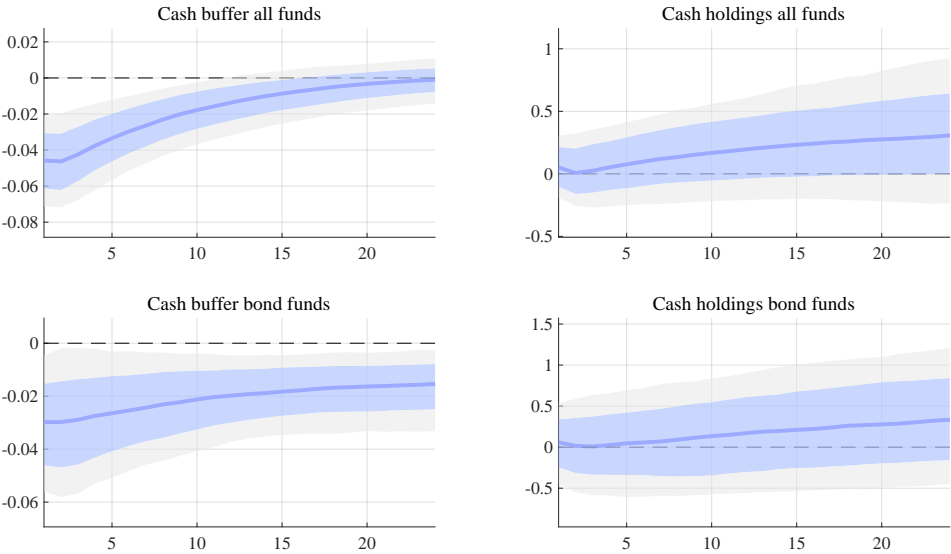 Cash buffer all funds
0.02
0
-0.02
-0.04
-0.06
-0.08
5 10 15 20
Cash holdings all funds
1
0.5
0
-0.5
5 10 15 20
Cash buffer bond funds
0
-0.02
-0.04
-0.06
5 10 15 20
Cash holdings bond funds
1.5
1
0.5
0
-0.5
5 10 15 20